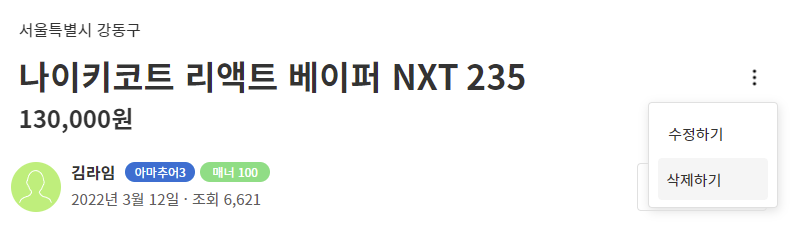 서울특별시 강동구
나이키코트 리액트 베이퍼 NXT 235
130,000원
수정하기
김라임 아마추어3 매너 100
삭제하기
2022년 3월 12일 · 조회 6,621